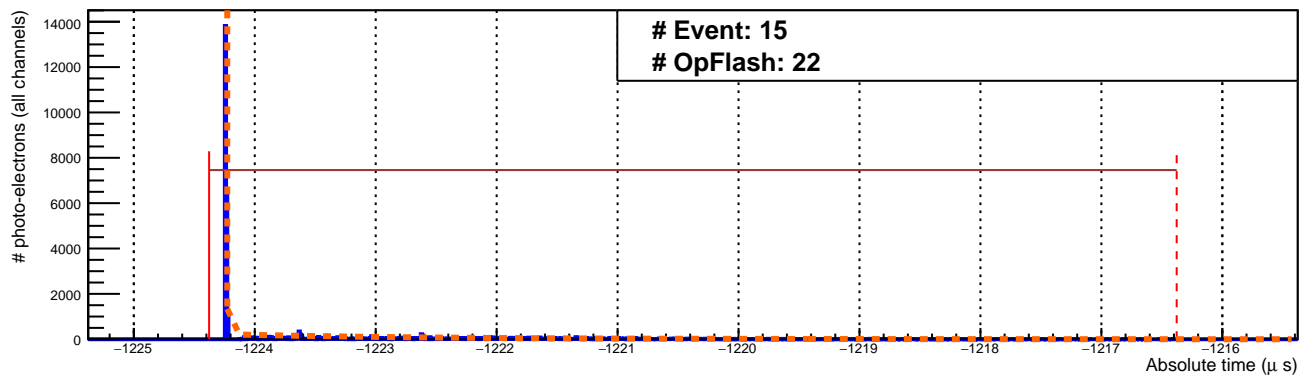 # Event: 15
# OpFlash: 22
# photo-electrons (all channels)
14000
12000
10000
8000
6000
4000
2000
0
−1225 −1224 −1223 −1222 −1221 −1220 −1219 −1218 −1217 −1216
Absolute time (μ s)